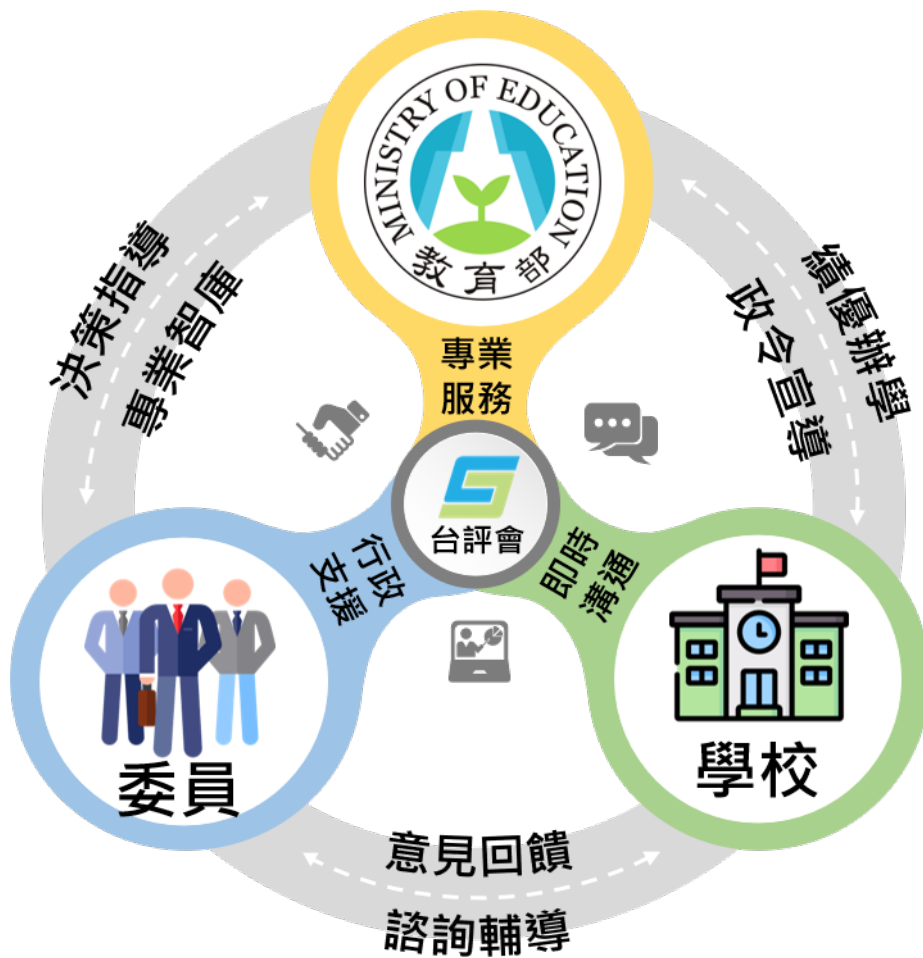 MINISTRY OF EDUCATION
教育部
專業
服務
決策指導
專業智庫
績優辦學
政令宣導
台評會
行政
支援
即時
溝通
委員
學校
意見回饋
諮詢輔導